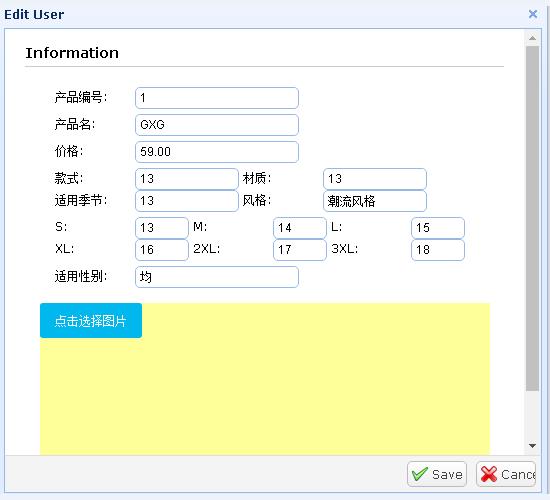 Edit User
Information
产品编号: 1
产品名: GXG
价格: 59.00
款式: 13 材质: 13
适用季节: 13 风格: 潮流风格
S: 13 M: 14 L: 15
XL: 16 2XL: 17 3XL: 18
适用性别: 均
点击选择图片
Save Canc